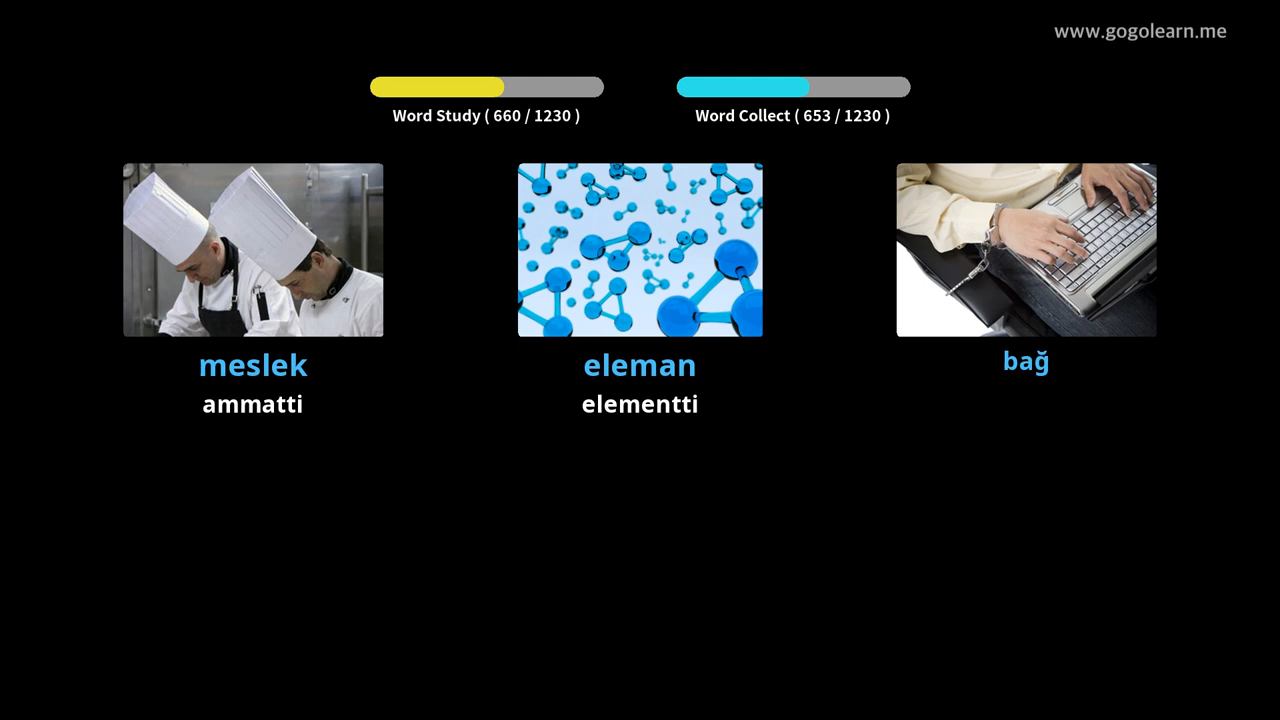 www.gogolearn.me
Word Study ( 660 / 1230 )
Word Collect ( 653 / 1230 )
meslek
eleman
bağ
ammatti
elementti